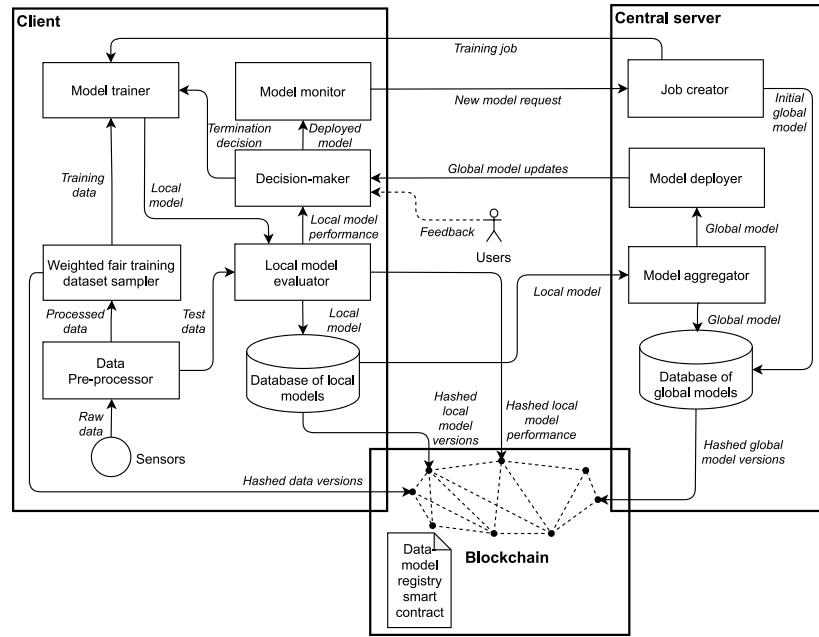 Client
Central server
Training job
Model trainer
Model monitor
Job creator
New model request
Initial
global
model
Termination
decision
Deployed
model
Training
data
Local
model
Decision-maker
Global model updates
Model deployer
Local model
performance
Feedback
Users
Global model
Weighted fair training
dataset sampler
Local model
evaluator
Model aggregator
Local model
Processed
data
Test
data
Local
model
Global model
Data
Pre-processor
Database of local
models
Database of
global models
Raw
data
Sensors
Hashed
local
model
versions
Hashed local
model
performance
Hashed global
model versions
Hashed data versions
Blockchain
Data-
model
registry
smart
contract